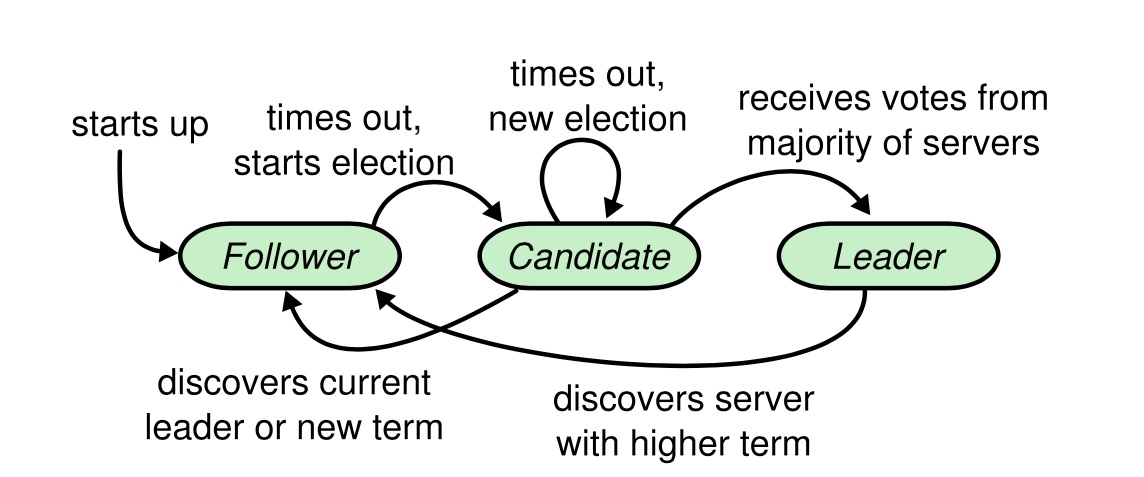 starts up
times out,
starts election
times out,
new election
receives votes from
majority of servers
Follower
Candidate
Leader
discovers current
leader or new term
discovers server
with higher term